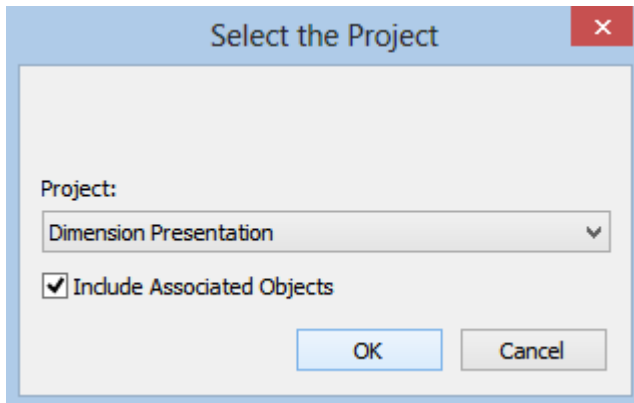 Select the Project
Project:
Dimension Presentation
Include Associated Objects
OK Cancel